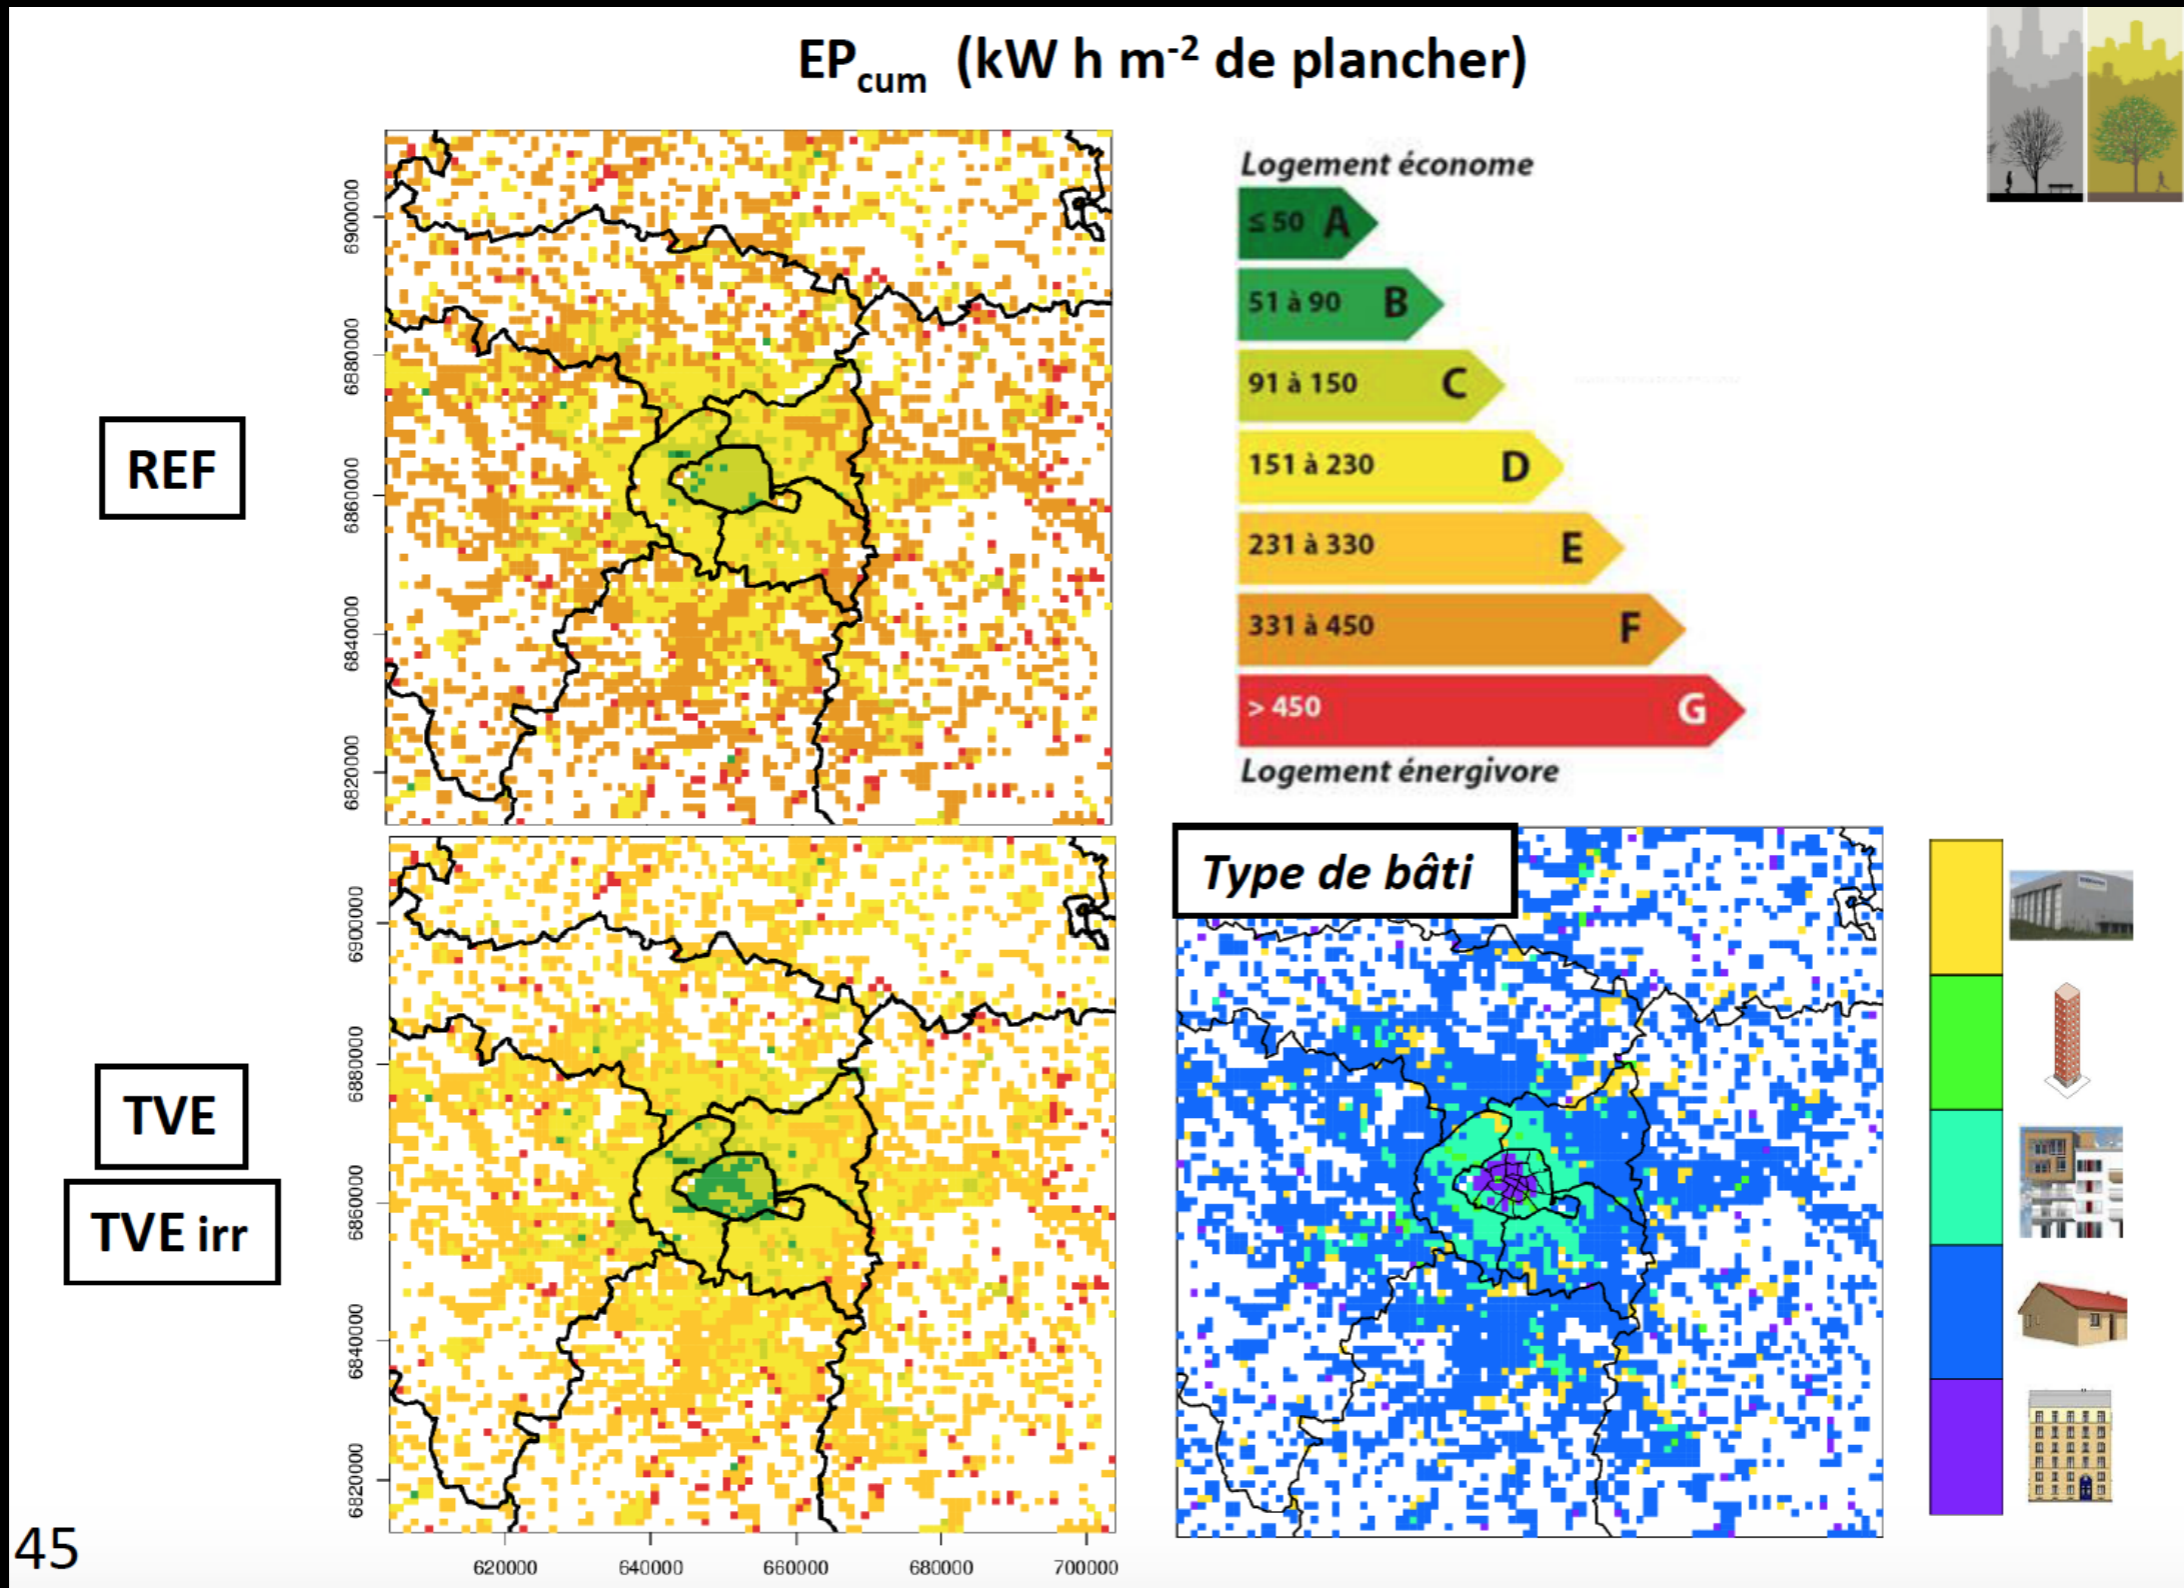 EPcum (kW h m-2 de plancher)
REF
6900000
6880000
6860000
6840000
6820000
Logement économe
≤ 50 A
51 à 90 B
91 à 150 C
151 à 230 D
231 à 330 E
331 à 450 F
> 450 G
Logement énergivore
TVE
TVE irr
6900000
6880000
6860000
6840000
6820000
620000 640000 660000 680000 700000
Type de bâti
45